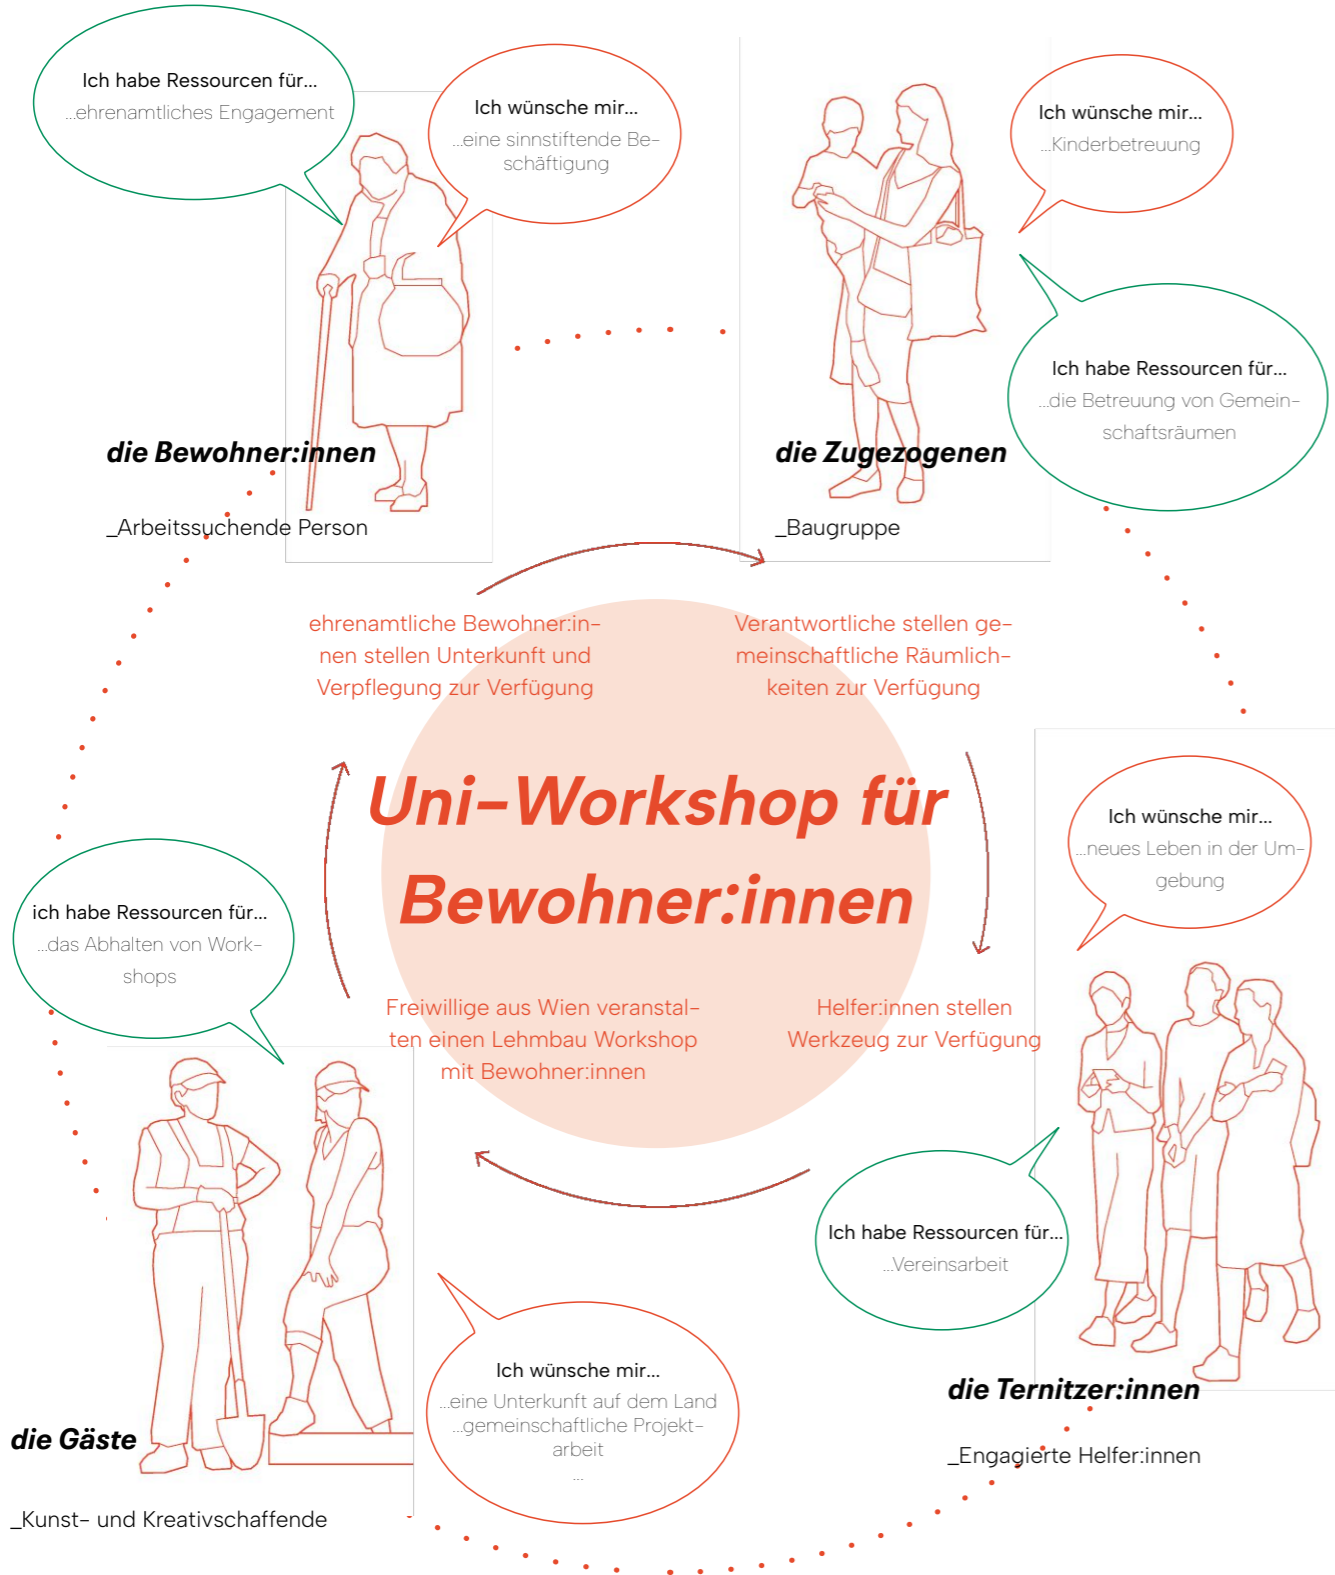 Ich habe Ressourcen für...
...ehrenamtliches Engagement
Ich wünsche mir...
...eine sinnstiftende Be-
schäftigung
Ich wünsche mir...
...Kinderbetreuung
Ich habe Ressourcen für...
...die Betreuung von Gemein-
schaftsräumen
die Bewohner:innen
_Arbeitssuchende Person
die Zugezogenen
_Baugruppe
ehrenamtliche Bewohner:in-
nen stellen Unterkunft und
Verpflegung zur Verfügung
Verantwortliche stellen ge-
meinschaftliche Räumlich-
keiten zur Verfügung
Uni-Workshop für
Bewohner:innen
Ich wünsche mir...
...neues Leben in der Um-
gebung
ich habe Ressourcen für...
...das Abhalten von Work-
shops
Freiwillige aus Wien veranstal-
ten einen Lehmbau Workshop
mit Bewohner:innen
Helfer:innen stellen
Werkzeug zur Verfügung
Ich habe Ressourcen für...
...Vereinsarbeit
Ich wünsche mir...
...eine Unterkunft auf dem Land
...gemeinschaftliche Projekt-
arbeit
...
die Ternitzer:innen
_Engagierte Helfer:innen
die Gäste
_Kunst- und Kreativschaffende